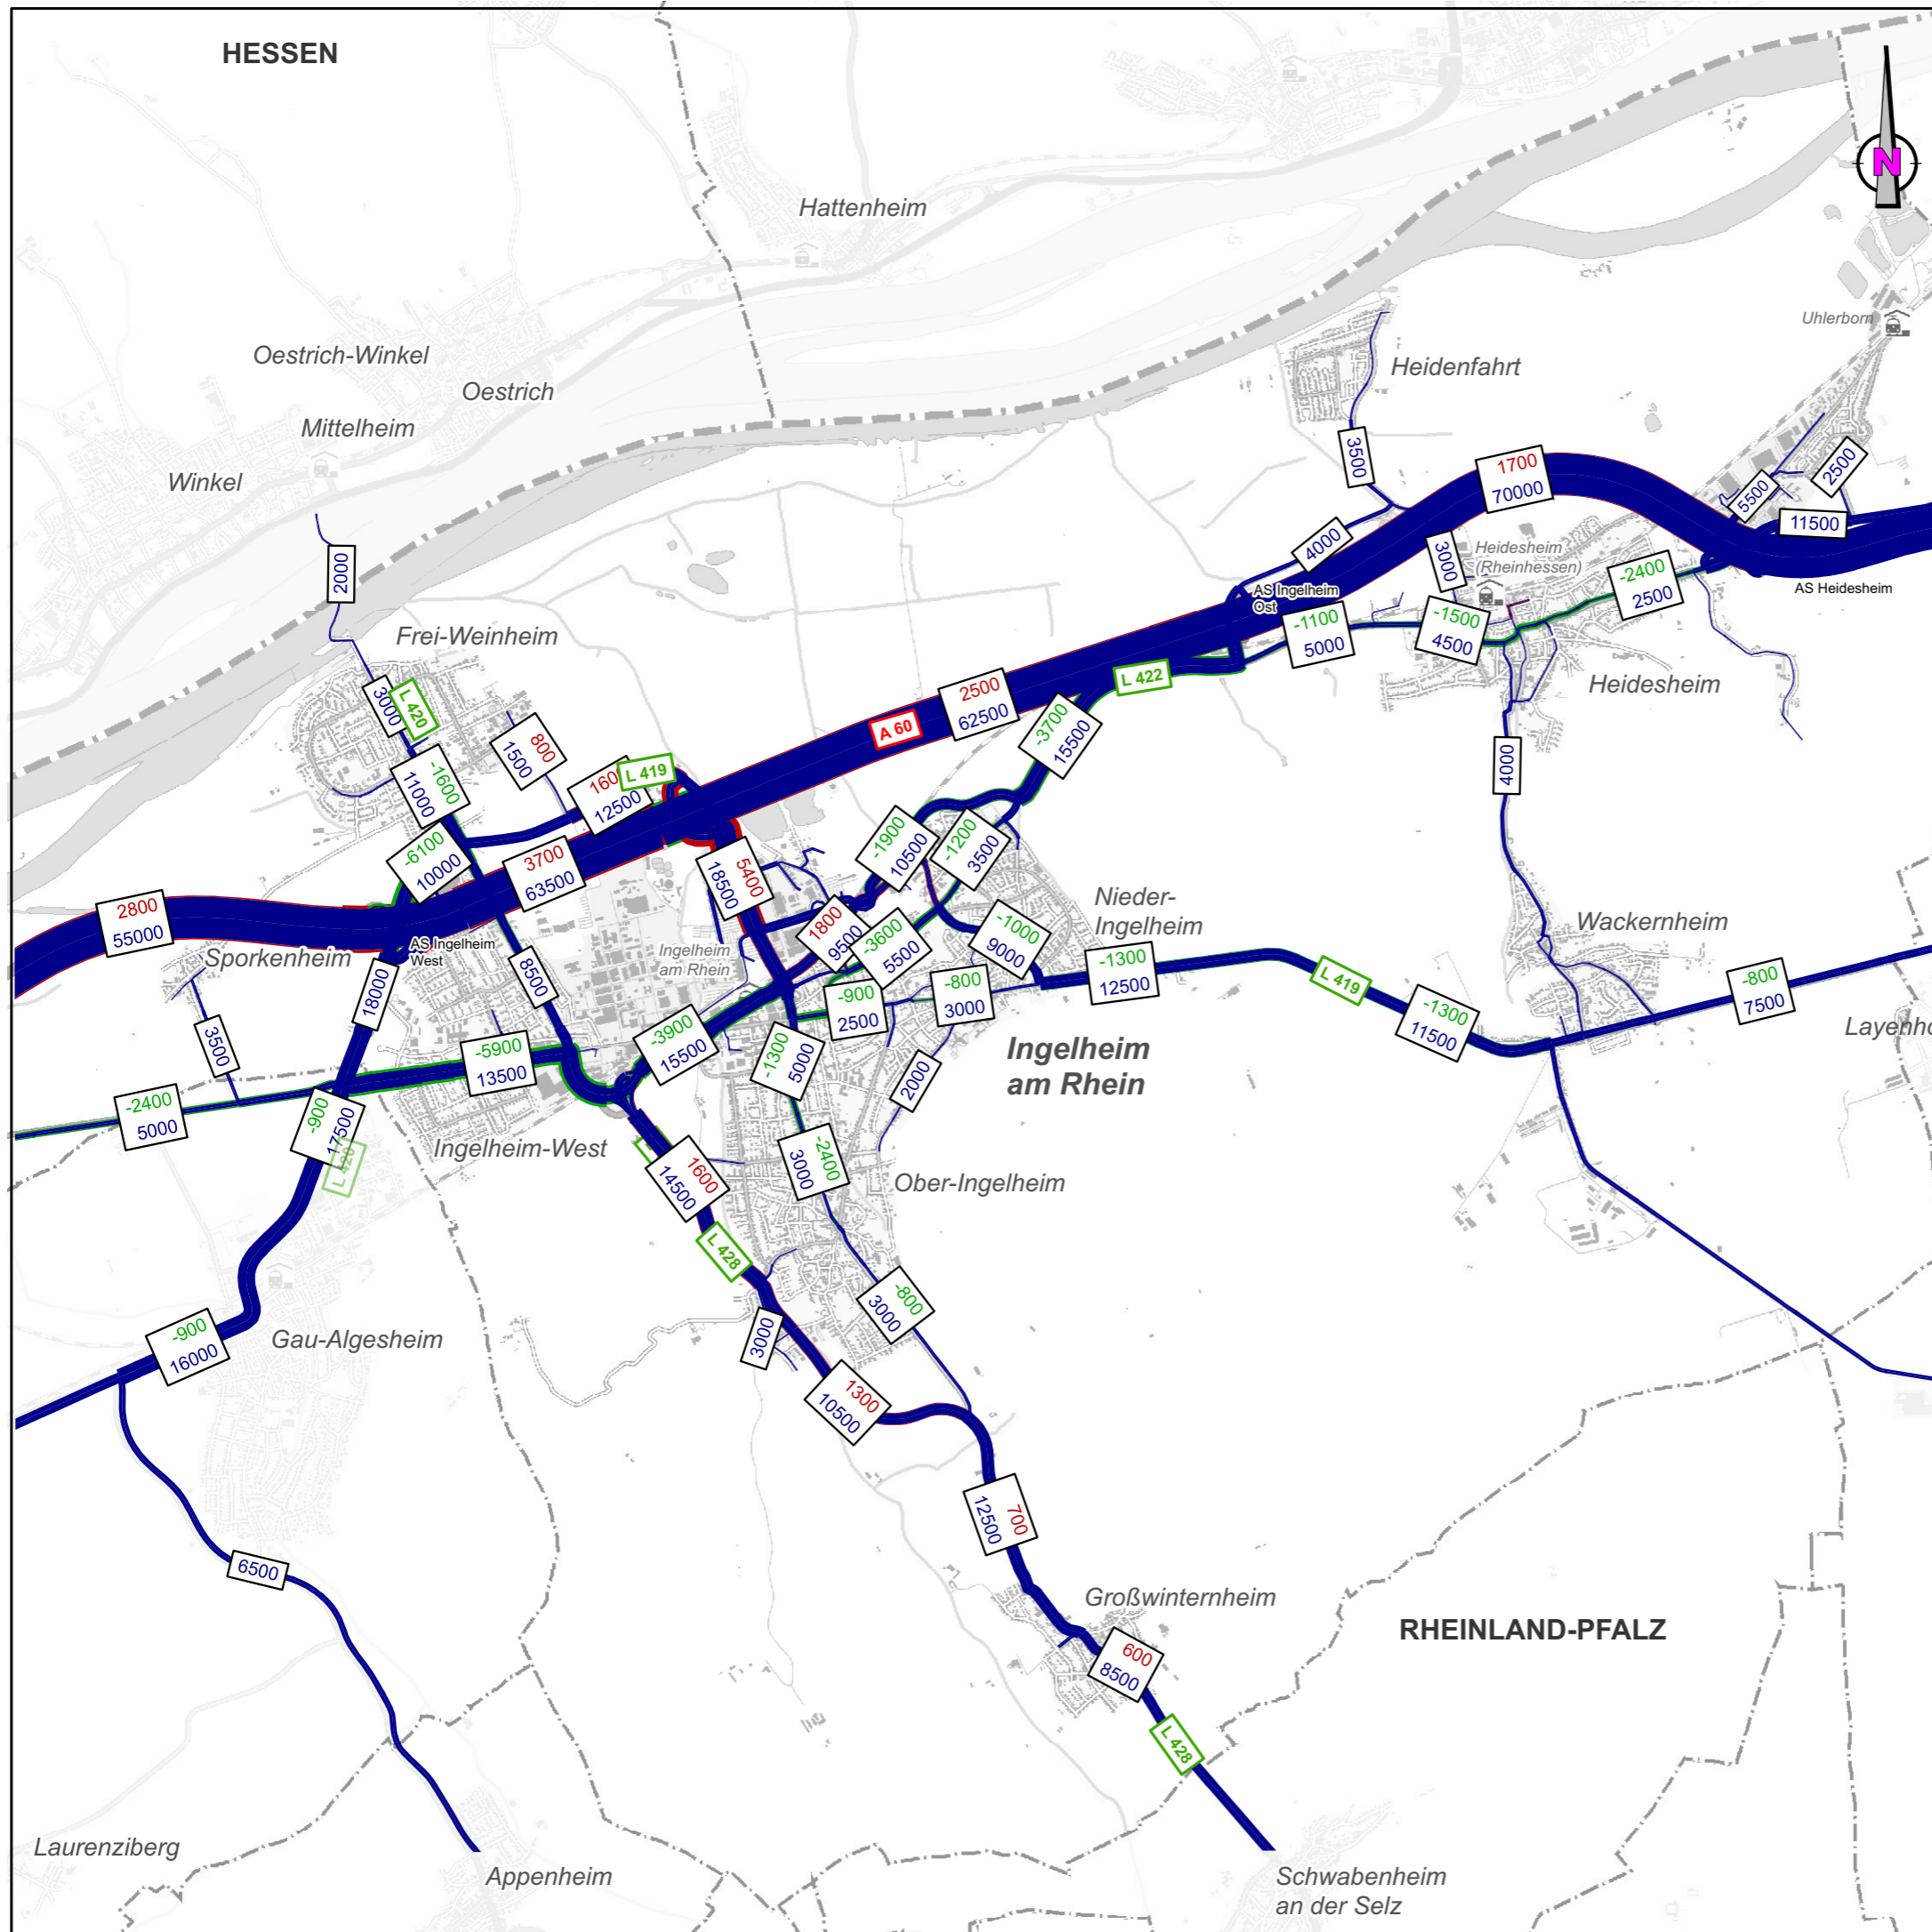 HESSEN
N
Hattenheim
Uhlerborn
Oestrich-Winkel
Oestrich
Heidenfahrt
Mittelheim
Winkel
3500
1700
70000
5500
2500
11500
2000
4000
3000
Heidesheim
(Rheinhessen)
-2400
2500
AS Heidesheim
AS Ingelheim
Ost
-1100
5000
-1500
4500
Frei-Weinheim
Heidesheim
L 422
3000
L 420
2500
62500
A 60
-3700
15500
800
1500
L 419
12500
4000
-1600
11000
-6100
10000
3700
63500
5400
18500
-1900
10500
-1200
3500
Nieder-
Ingelheim
2800
55000
1800
9500
-3600
5500
-1000
9000
Wackernheim
Sporkenheim
AS Ingelheim
West
Ingelheim
am Rhein
-1300
12500
L 419
8500
18000
-900
2500
-800
3000
-1300
11500
-800
7500
3500
-3900
15500
Layenho
-5900
13500
-1300
5000
Ingelheim
am Rhein
2000
-2400
5000
-900
17500
L 420
Ingelheim-West
1600
14500
-2400
3000
Ober-Ingelheim
L 428
-800
3000
-900
16000
Gau-Algesheim
3000
1300
10500
700
12500
6500
Großwinternheim
600
8500
RHEINLAND-PFALZ
L 428
Laurenziberg
Appenheim
Schwabenheim
an der Selz